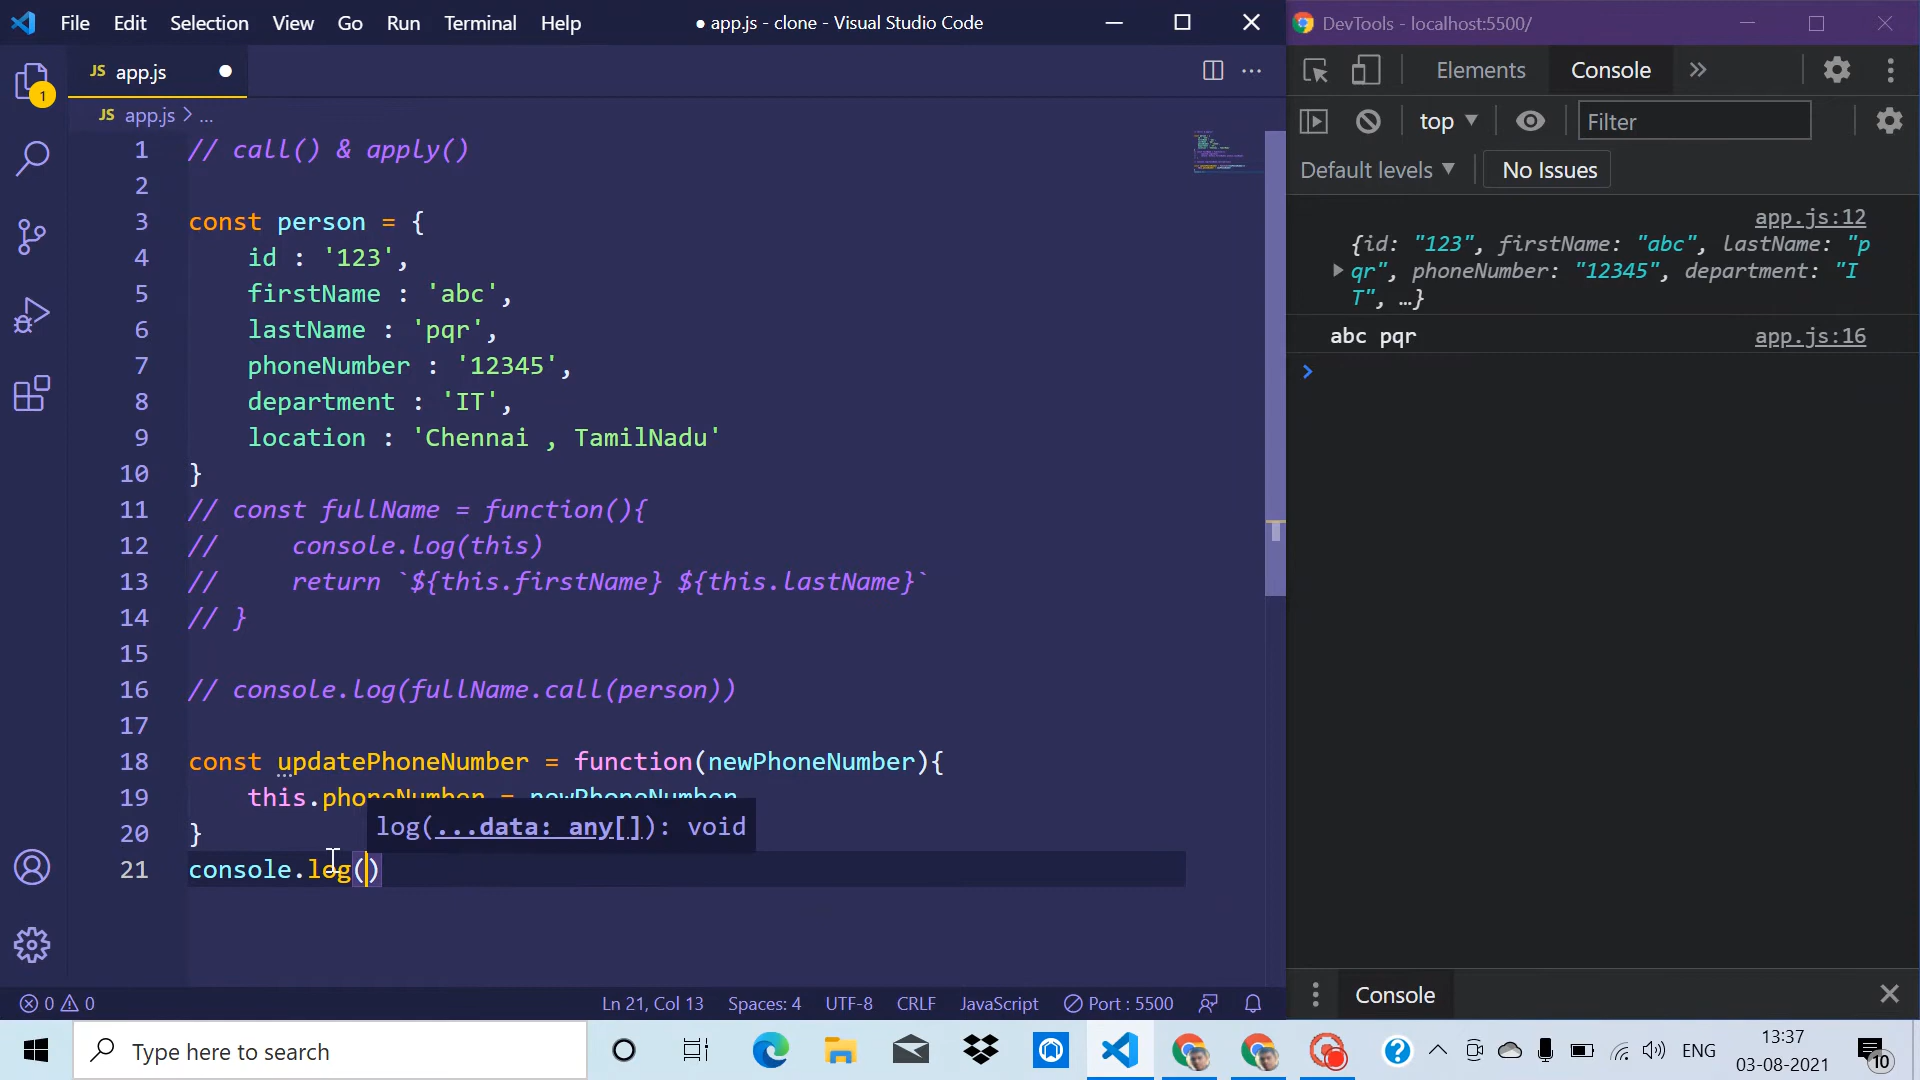 File Edit Selection View Go Run Terminal Help
● app.js - clone - Visual Studio Code
JS app.js
JS app.js > ...
1 // call() & apply()
2
3 const person = {
4 id : '123',
5 firstName : 'abc',
6 lastName : 'pqr',
7 phoneNumber : '12345',
8 department : 'IT',
9 location : 'Chennai , TamilNadu'
10 }
11 // const fullName = function(){
12 // console.log(this)
13 // return `${this.firstName} ${this.lastName}`
14 // }
15
16 // console.log(fullName.call(person))
17
18 const updatePhoneNumber = function(newPhoneNumber){
19 this.phoneNumber = newPhoneNumber
20 }
log(...data: any[]): void
21 console.log()
1
0 0
Ln 21, Col 13 Spaces: 4 UTF-8 CRLF JavaScript Port : 5500
DevTools - localhost:5500/
Elements Console
top Filter
Default levels No Issues
app.js:12
{id: "123", firstName: "abc", lastName: "p
qr", phoneNumber: "12345", department: "I
T", …}
abc pqr app.js:16
Console
Type here to search
ENG
13:37
03-08-2021
10